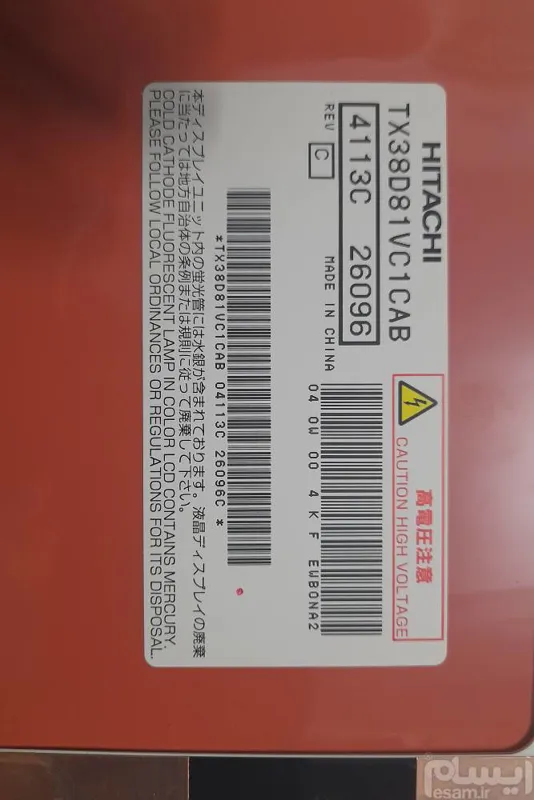 HITACHI
TX38D81VC1CAB
4113C 26096
REV C MADE IN CHINA
高電圧注意
CAUTION HIGH VOLTAGE
04 0W 00 4 K F EWB0NA2
*TX38D81VC1CAB 04113C 26096C *
本ディスプレイユニット内の蛍光管には水銀が含まれております。液晶ディスプレイの廃棄
に当たっては地方自治体の条例または規則に従って廃棄して下さい。
COLD CATHODE FLUORESCENT LAMP IN COLOR LCD CONTAINS MERCURY.
PLEASE FOLLOW LOCAL ORDINANCES OR REGULATIONS FOR ITS DISPOSAL.
ایسام
esam.ir